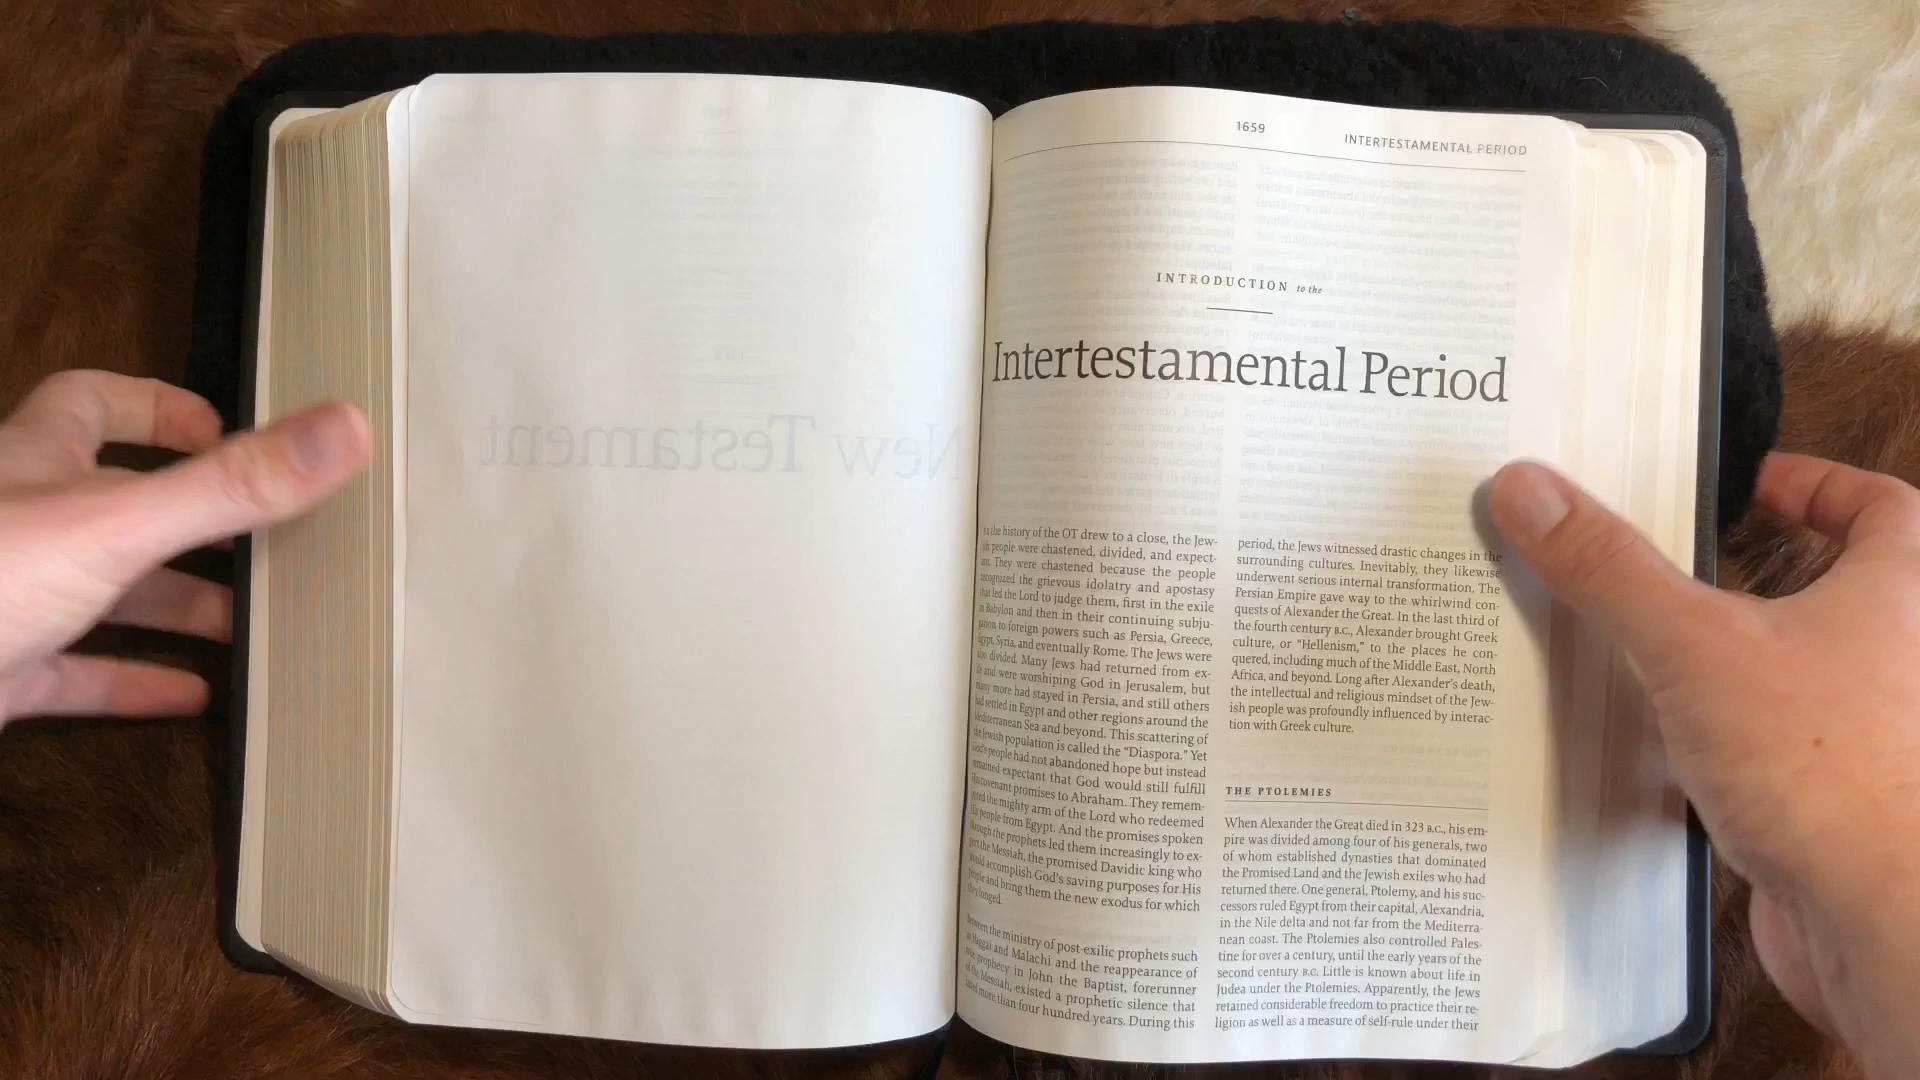 New Testament
1659
INTERTESTAMENTAL PERIOD
INTRODUCTION to the
Intertestamental Period
As the history of the OT drew to a close, the Jew-
ish people were chastened, divided, and expect-
ant. They were chastened because the people
recognized the grievous idolatry and apostasy
that led the Lord to judge them, first in the exile
in Babylon and then in their continuing subju-
gation to foreign powers such as Persia, Greece,
Egypt, Syria, and eventually Rome. The Jews were
also divided. Many Jews had returned from ex-
ile and were worshiping God in Jerusalem, but
many more had stayed in Persia, and still others
had settled in Egypt and other regions around the
Mediterranean Sea and beyond. This scattering of
the Jewish population is called the “Diaspora.” Yet
God's people had not abandoned hope but instead
remained expectant that God would still fulfill
His covenant promises to Abraham. They remem-
bered the mighty arm of the Lord who redeemed
His people from Egypt. And the promises spoken
through the prophets led them increasingly to ex-
pect the Messiah, the promised Davidic king who
would accomplish God's saving purposes for His
people and bring them the new exodus for which
they longed.
Between the ministry of post-exilic prophets such
as Haggai and Malachi and the reappearance of
true prophecy in John the Baptist, forerunner
of the Messiah, existed a prophetic silence that
lasted more than four hundred years. During this
period, the Jews witnessed drastic changes in the
surrounding cultures. Inevitably, they likewise
underwent serious internal transformation. The
Persian Empire gave way to the whirlwind con-
quests of Alexander the Great. In the last third of
the fourth century B.C., Alexander brought Greek
culture, or “Hellenism,” to the places he con-
quered, including much of the Middle East, North
Africa, and beyond. Long after Alexander's death,
the intellectual and religious mindset of the Jew-
ish people was profoundly influenced by interac-
tion with Greek culture.
THE PTOLEMIES
When Alexander the Great died in 323 B.C., his em-
pire was divided among four of his generals, two
of whom established dynasties that dominated
the Promised Land and the Jewish exiles who had
returned there. One general, Ptolemy, and his suc-
cessors ruled Egypt from their capital, Alexandria,
in the Nile delta and not far from the Mediterra-
nean coast. The Ptolemies also controlled Pales-
tine for over a century, until the early years of the
second century B.C. Little is known about life in
Judea under the Ptolemies. Apparently, the Jews
retained considerable freedom to practice their re-
ligion as well as a measure of self-rule under their